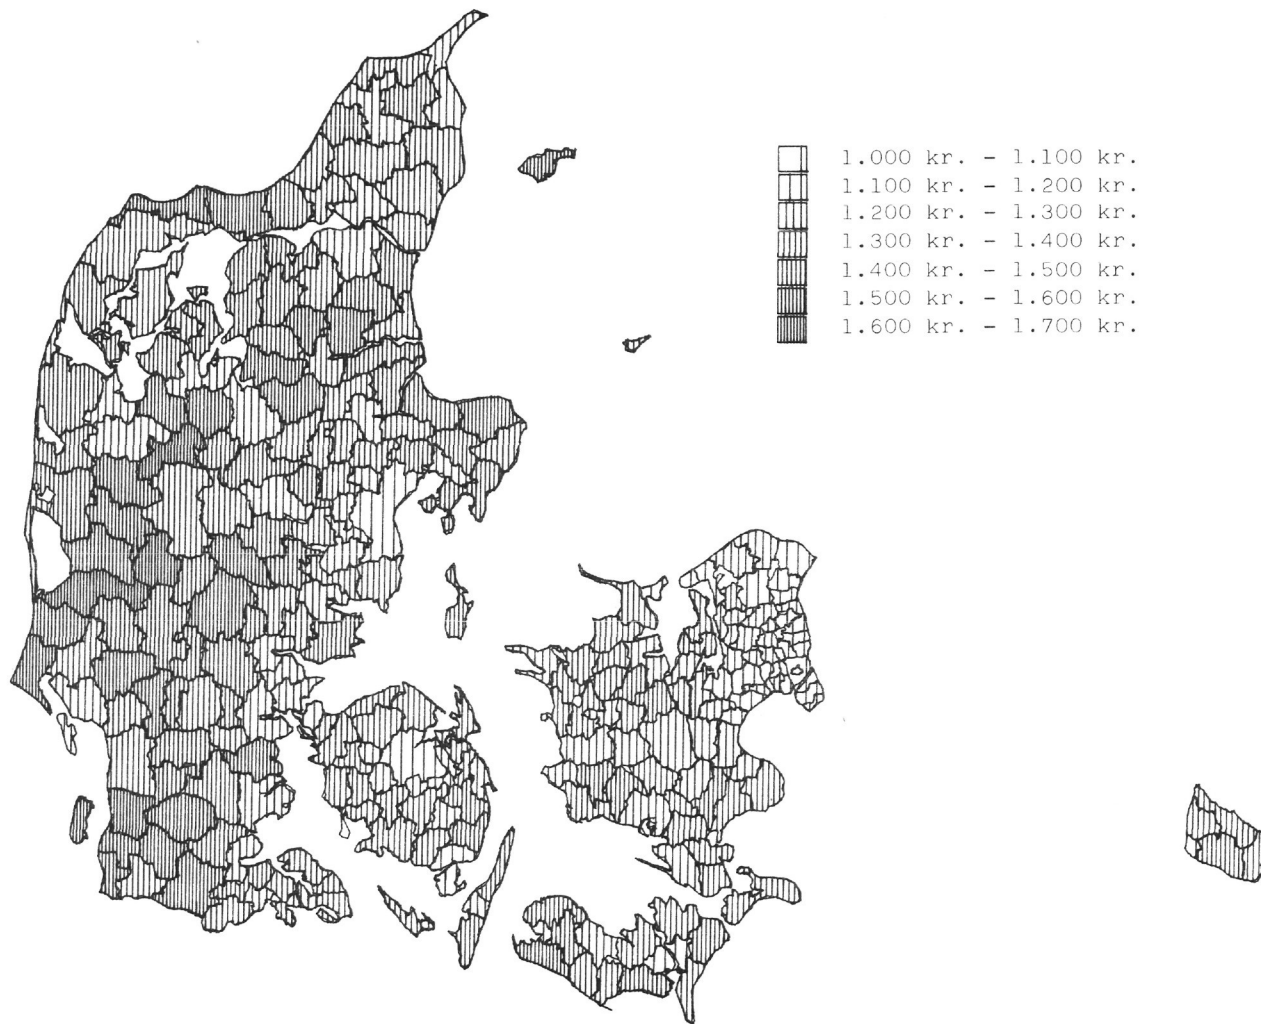 1.000 kr. - 1.100 kr.
1.100 kr. - 1.200 kr.
1.200 kr. - 1.300 kr.
1.300 kr. - 1.400 kr.
1.400 kr. - 1.500 kr.
1.500 kr. - 1.600 kr.
1.600 kr. - 1.700 kr.